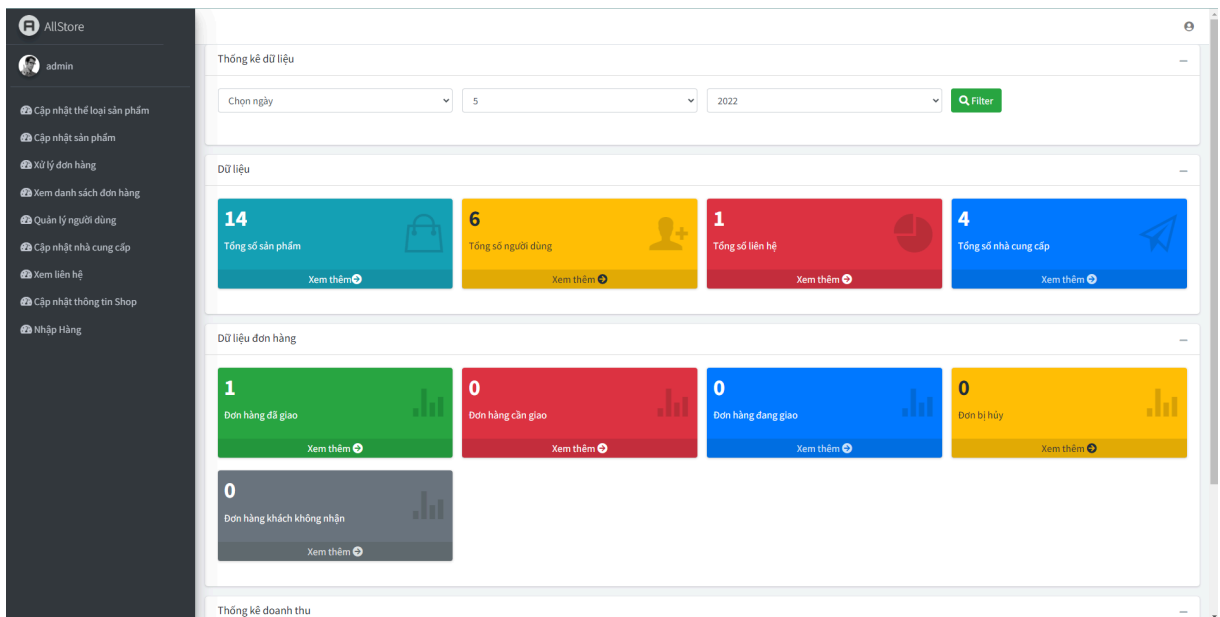 AllStore
admin
Cập nhật thể loại sản phẩm
Cập nhật sản phẩm
Xử lý đơn hàng
Xem danh sách đơn hàng
Quản lý người dùng
Cập nhật nhà cung cấp
Xem liên hệ
Cập nhật thông tin Shop
Nhập Hàng
Thống kê dữ liệu
Chọn ngày 5 2022 Filter
Dữ liệu
14 6 1 4
Tổng số sản phẩm Tổng số người dùng Tổng số liên hệ Tổng số nhà cung cấp
Xem thêm Xem thêm Xem thêm Xem thêm
Dữ liệu đơn hàng
1 0 0 0
Đơn hàng đã giao Đơn hàng cần giao Đơn hàng đang giao Đơn bị hủy
Xem thêm Xem thêm Xem thêm Xem thêm
0
Đơn hàng khách không nhận
Xem thêm
Thống kê doanh thu